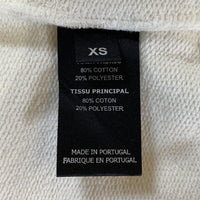 XS
80% COTTON
20% POLYESTER
TISSU PRINCIPAL
80% COTON
20% POLYESTER
MADE IN PORTUGAL
FABRIQUE EN PORTUGAL